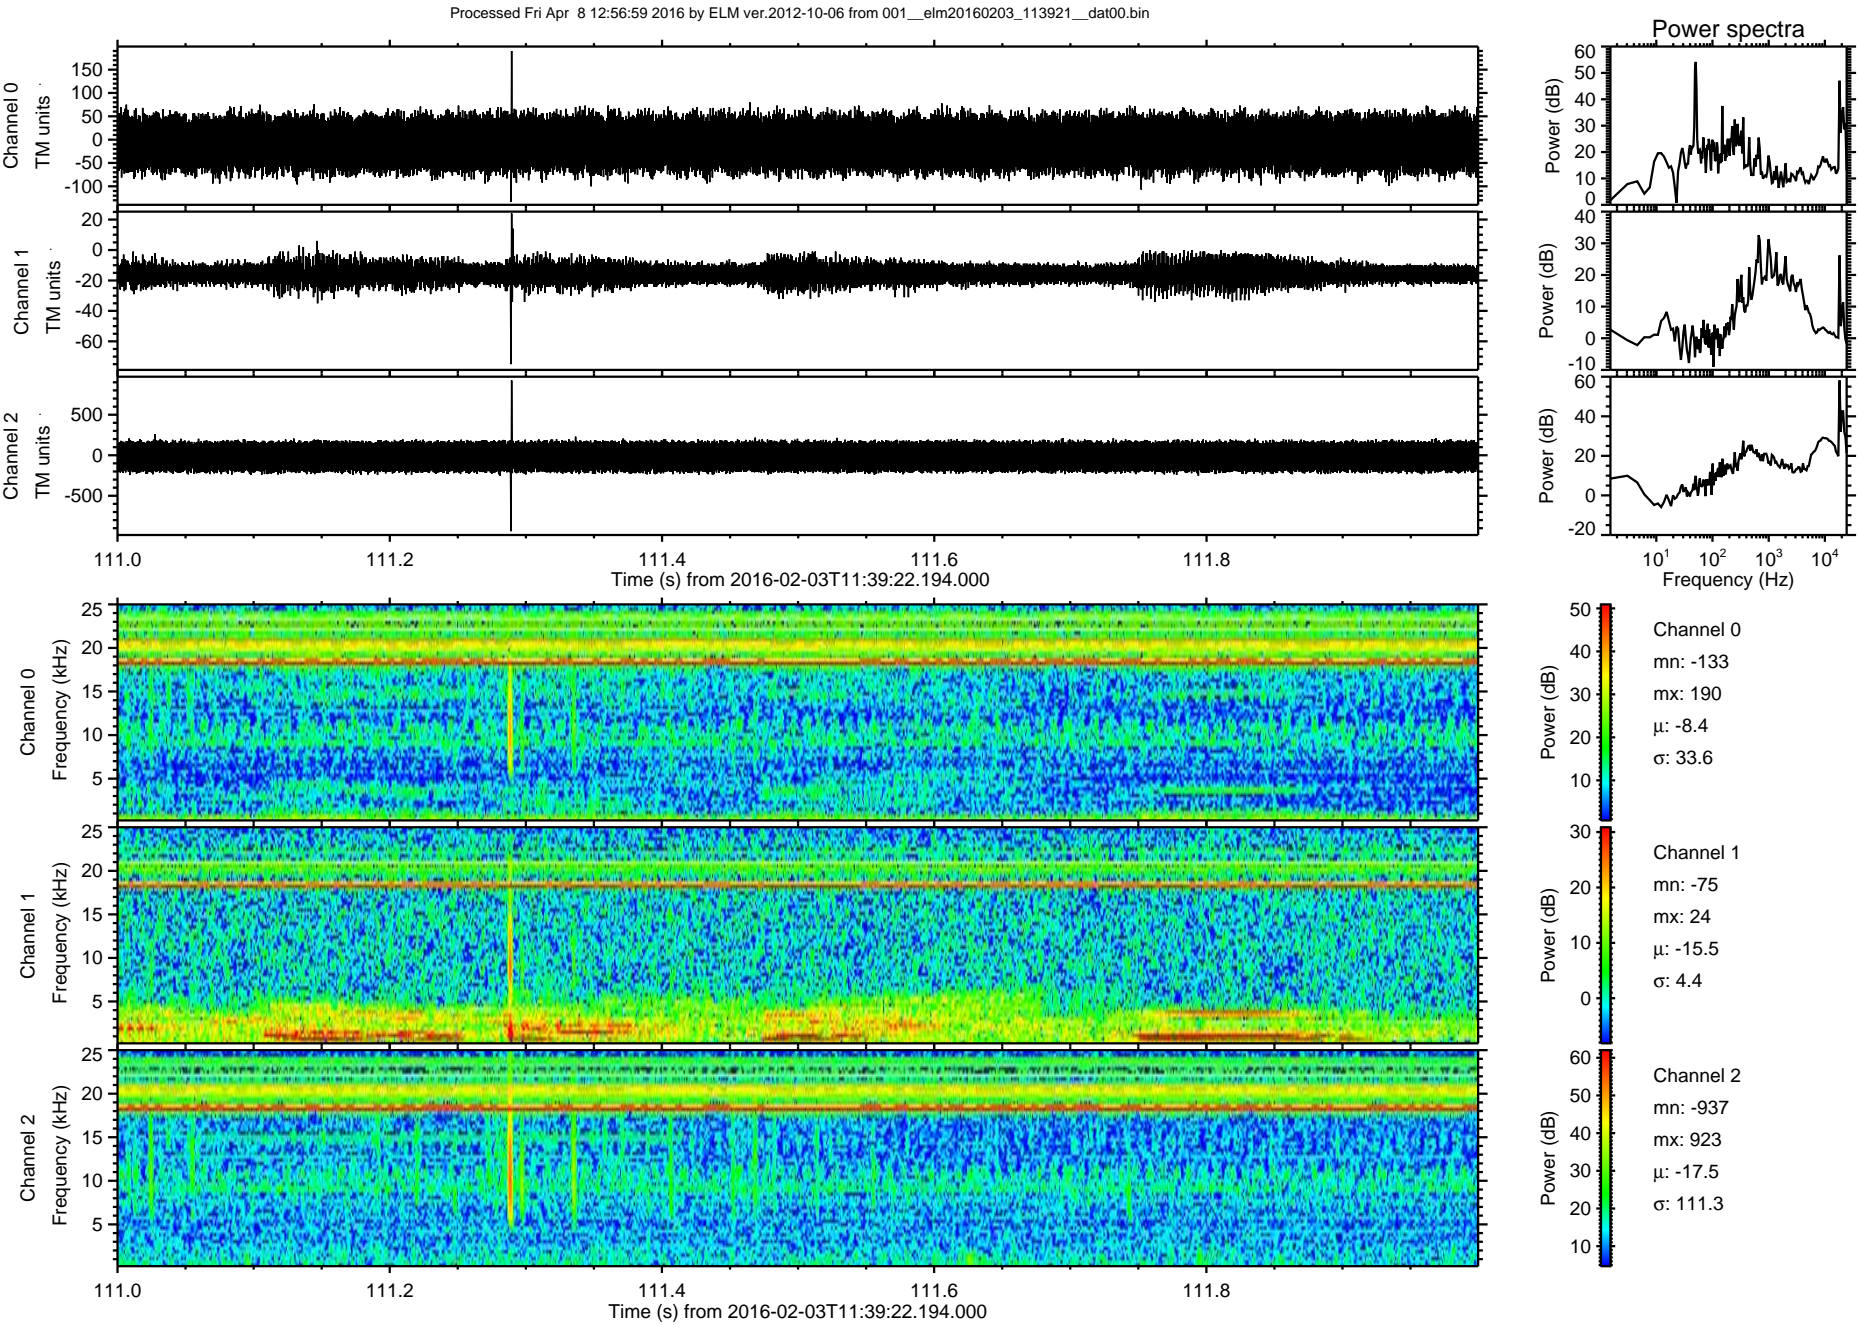 Processed Fri Apr  8 12:56:59 2016 by ELM ver.2012-10-06 from 001__elm20160203_113921__dat00.bin
Power spectra
Channel 0
TM units
150
100
50
0
-50
-100
Power (dB)
60
50
40
30
20
10
0
Channel 1
TM units
20
0
-20
-40
-60
Power (dB)
40
30
20
10
0
-10
Channel 2
TM units
500
0
-500
Power (dB)
60
40
20
0
-20
111.0 111.2 111.4 111.6 111.8
Time (s) from 2016-02-03T11:39:22.194.000
10^1 10^2 10^3 10^4
Frequency (Hz)
Channel 0
Frequency (kHz)
25
20
15
10
5
Power (dB)
50
40
30
20
10
Channel 0
mn: -133
mx: 190
μ: -8.4
σ: 33.6
Channel 1
Frequency (kHz)
25
20
15
10
5
Power (dB)
30
20
10
0
Channel 1
mn: -75
mx: 24
μ: -15.5
σ: 4.4
Channel 2
Frequency (kHz)
25
20
15
10
5
Power (dB)
60
50
40
30
20
10
Channel 2
mn: -937
mx: 923
μ: -17.5
σ: 111.3
111.0 111.2 111.4 111.6 111.8
Time (s) from 2016-02-03T11:39:22.194.000